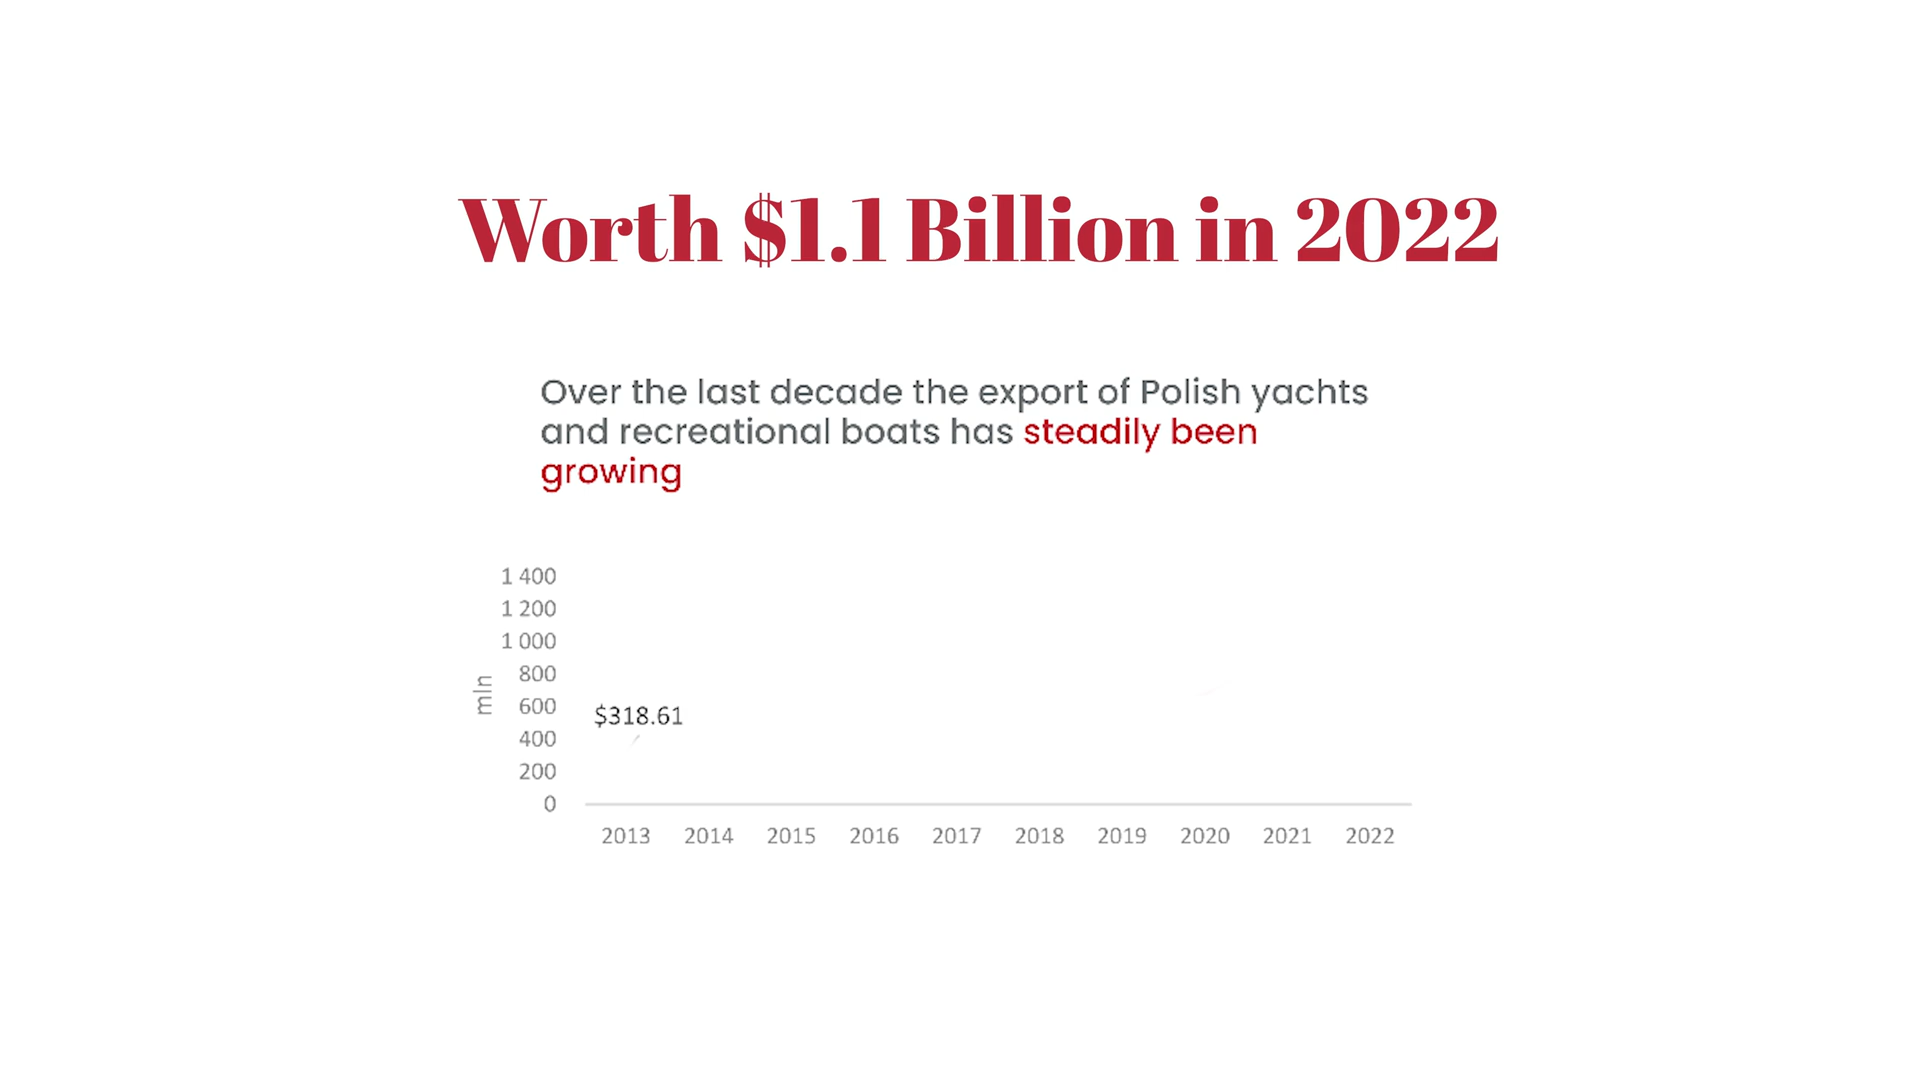 Worth $1.1 Billion in 2022
Over the last decade the export of Polish yachts
and recreational boats has steadily been
growing
1 400
1 200
1 000
800
600
400
200
0
mln
$318.61
2013 2014 2015 2016 2017 2018 2019 2020 2021 2022